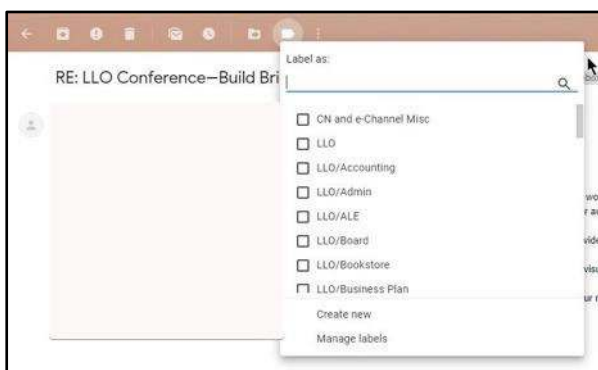 Label as:
RE: LLO Conference—Build Bri
CN and e-Channel Misc
LLO
LLO/Accounting
LLO/Admin
LLO/ALE
LLO/Board
LLO/Bookstore
LLO/Business Plan
Create new
Manage labels